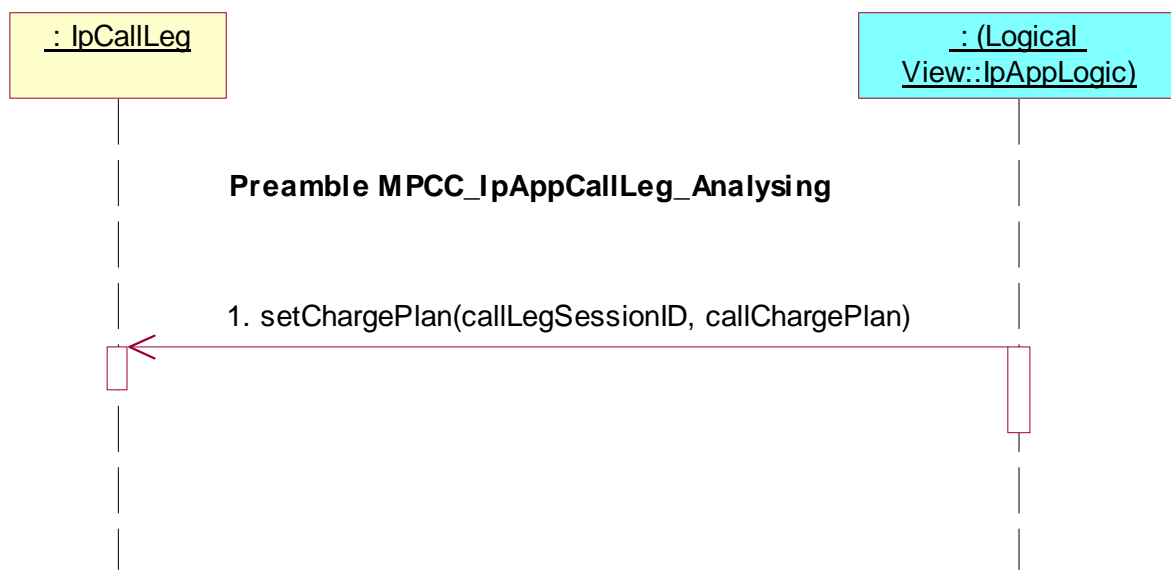 : IpCallLeg
: (Logical
View::IpAppLogic)
Preamble MPCC_IpAppCallLeg_Analysing
1. setChargePlan(callLegSessionID, callChargePlan)